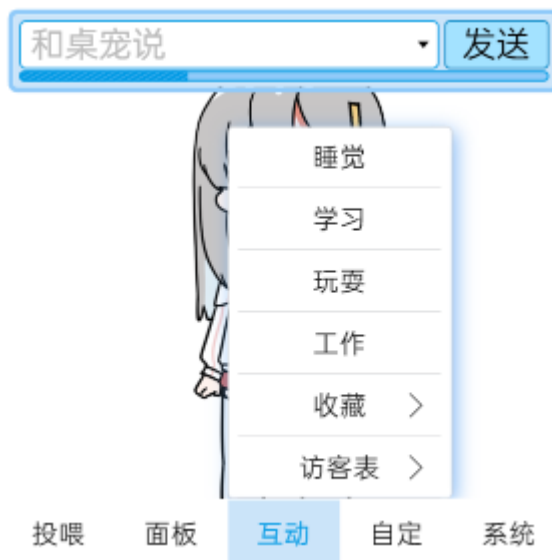 和桌宠说
发送
睡觉
学习
玩耍
工作
收藏
访客表
投喂 面板 互动 自定 系统